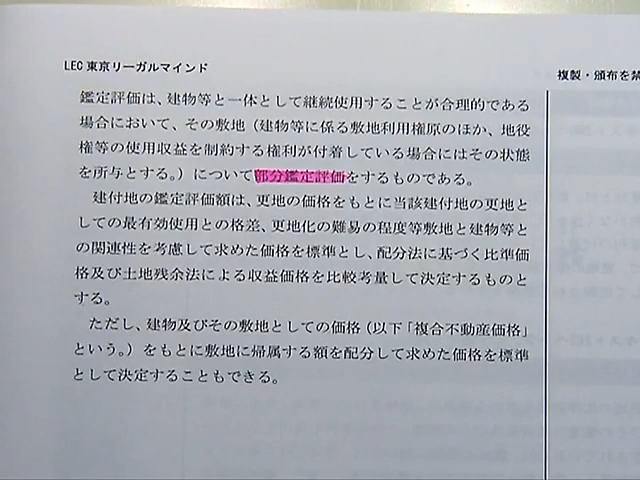 LEC 東京リーガルマインド
複製・頒布を禁
鑑定評価は、建物等と一体として継続使用することが合理的である
場合において、その敷地（建物等に係る敷地利用権原のほか、地役
権等の使用収益を制約する権利が付着している場合にはその状態
を所与とする。）について部分鑑定評価をするものである。
建付地の鑑定評価額は、更地の価格をもとに当該建付地の更地と
しての最有効使用との格差、更地化の難易の程度等敷地と建物等と
の関連性を考慮して求めた価格を標準とし、配分法に基づく比準価
格及び土地残余法による収益価格を比較考量して決定するものと
する。
ただし、建物及びその敷地としての価格（以下「複合不動産価格」
という。）をもとに敷地に帰属する額を配分して求めた価格を標準
として決定することもできる。